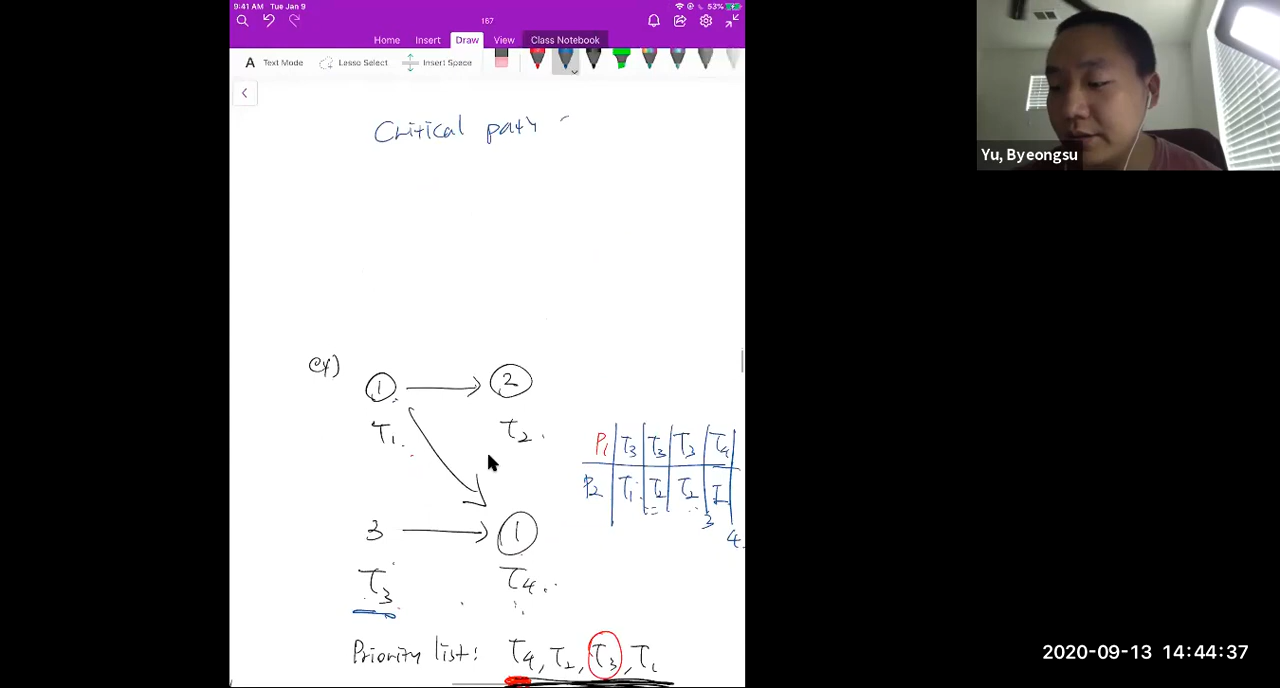 9:41 AM Tue Jan 9
53%
167
Home Insert Draw View Class Notebook
Text Mode Lasso Select Insert Space
Yu, Byeongsu
Critical path
ex)
1 → 2
T1 T2
3 → 1
T3 T4
P1 T3 T3 T3 T4
P2 T1 T2 T2
3
4
Priority list: T4, T2, T3, T1
2020-09-13 14:44:37